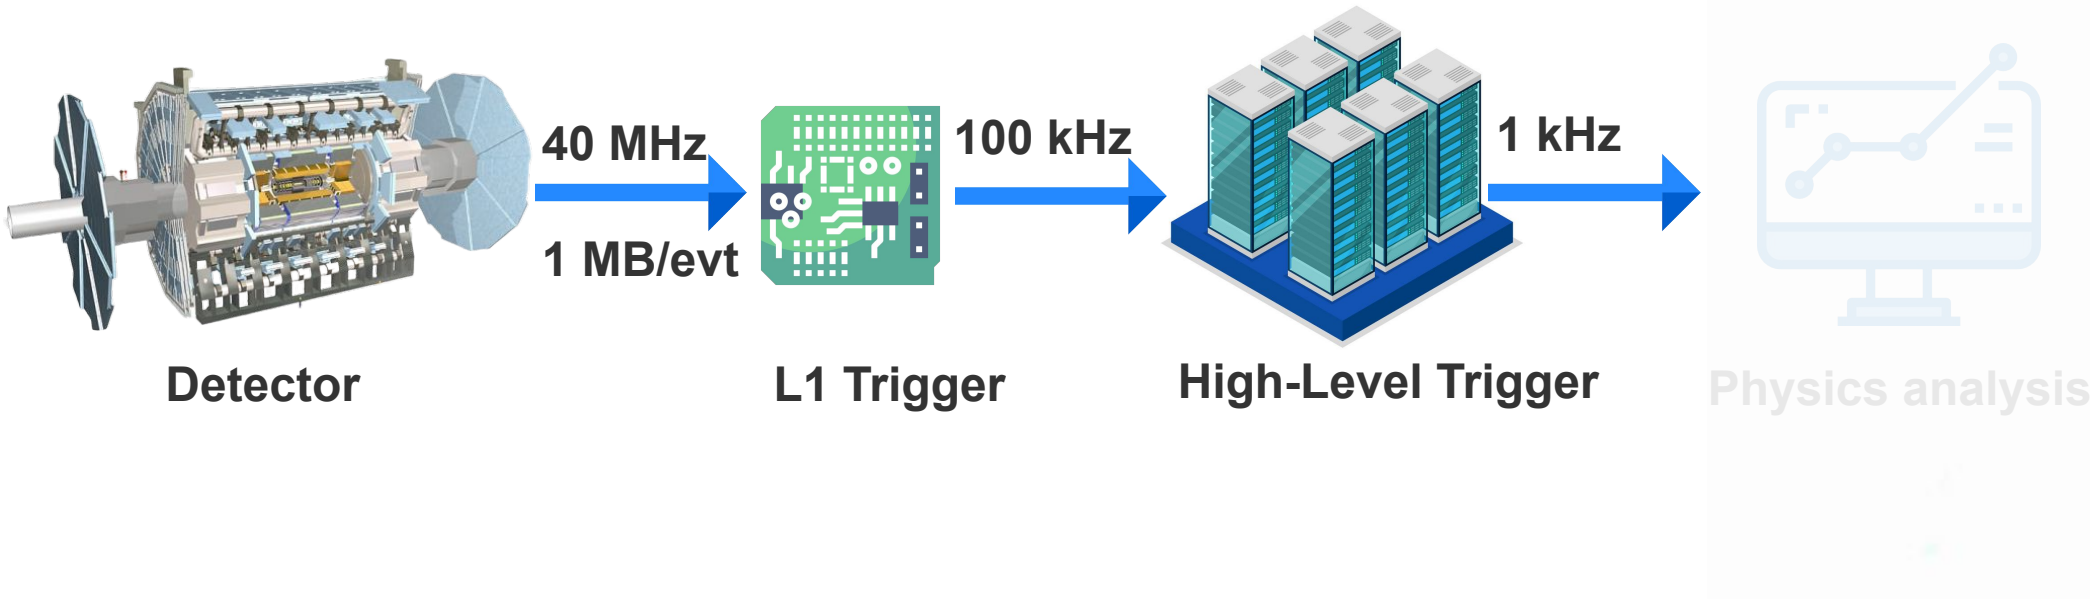 40 MHz
1 MB/evt
100 kHz
1 kHz
Detector
L1 Trigger
High-Level Trigger
Physics analysis